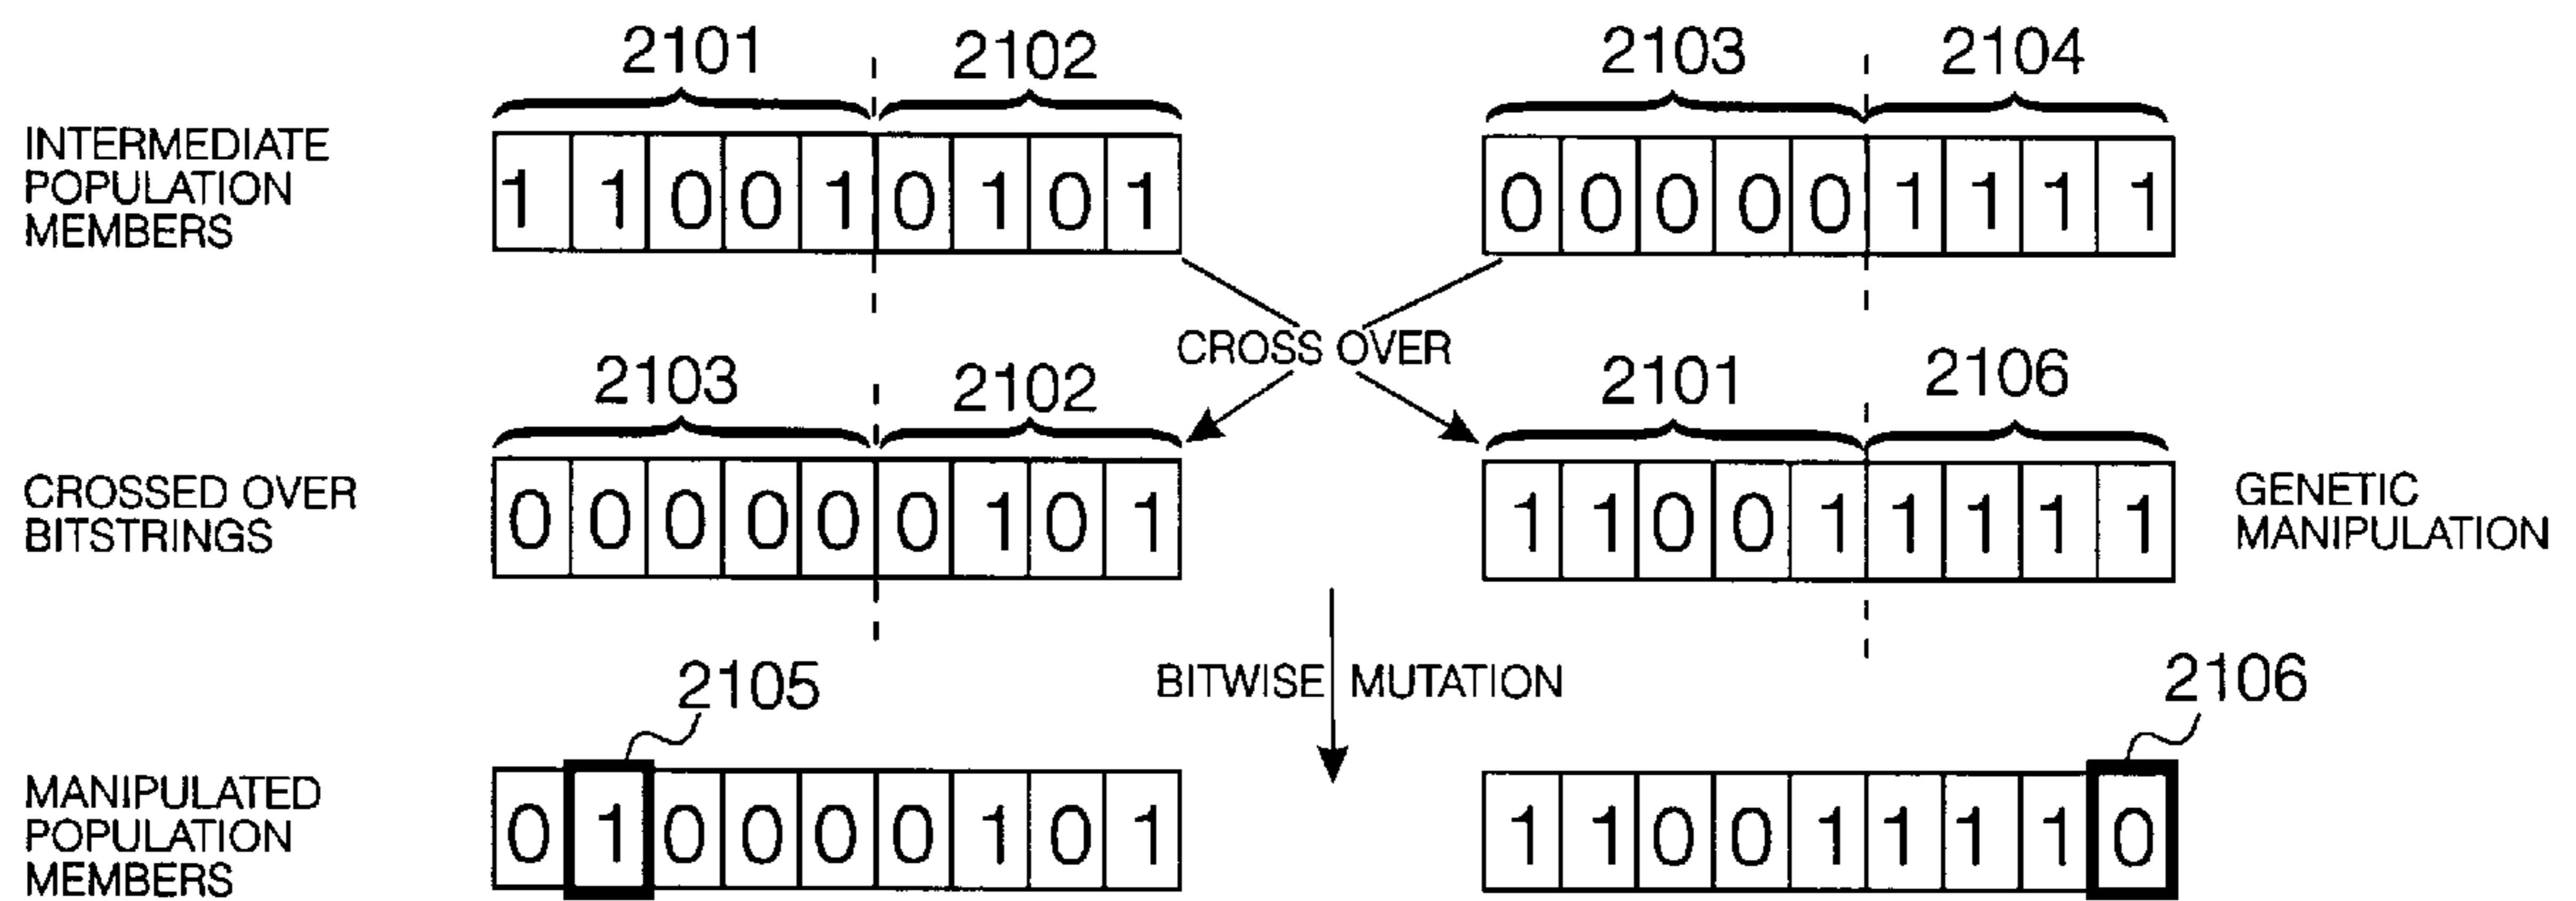 2101 2102 2103 2104
INTERMEDIATE
POPULATION
MEMBERS
1 1 0 0 1 0 1 0 1
0 0 0 0 0 1 1 1 1
CROSS OVER
2103 2102 2101 2106
CROSSED OVER
BITSTRINGS
0 0 0 0 0 0 1 0 1
1 1 0 0 1 1 1 1 1
GENETIC
MANIPULATION
BITWISE MUTATION
2105 2106
MANIPULATED
POPULATION
MEMBERS
0 1 0 0 0 0 1 0 1
1 1 0 0 1 1 1 1 0